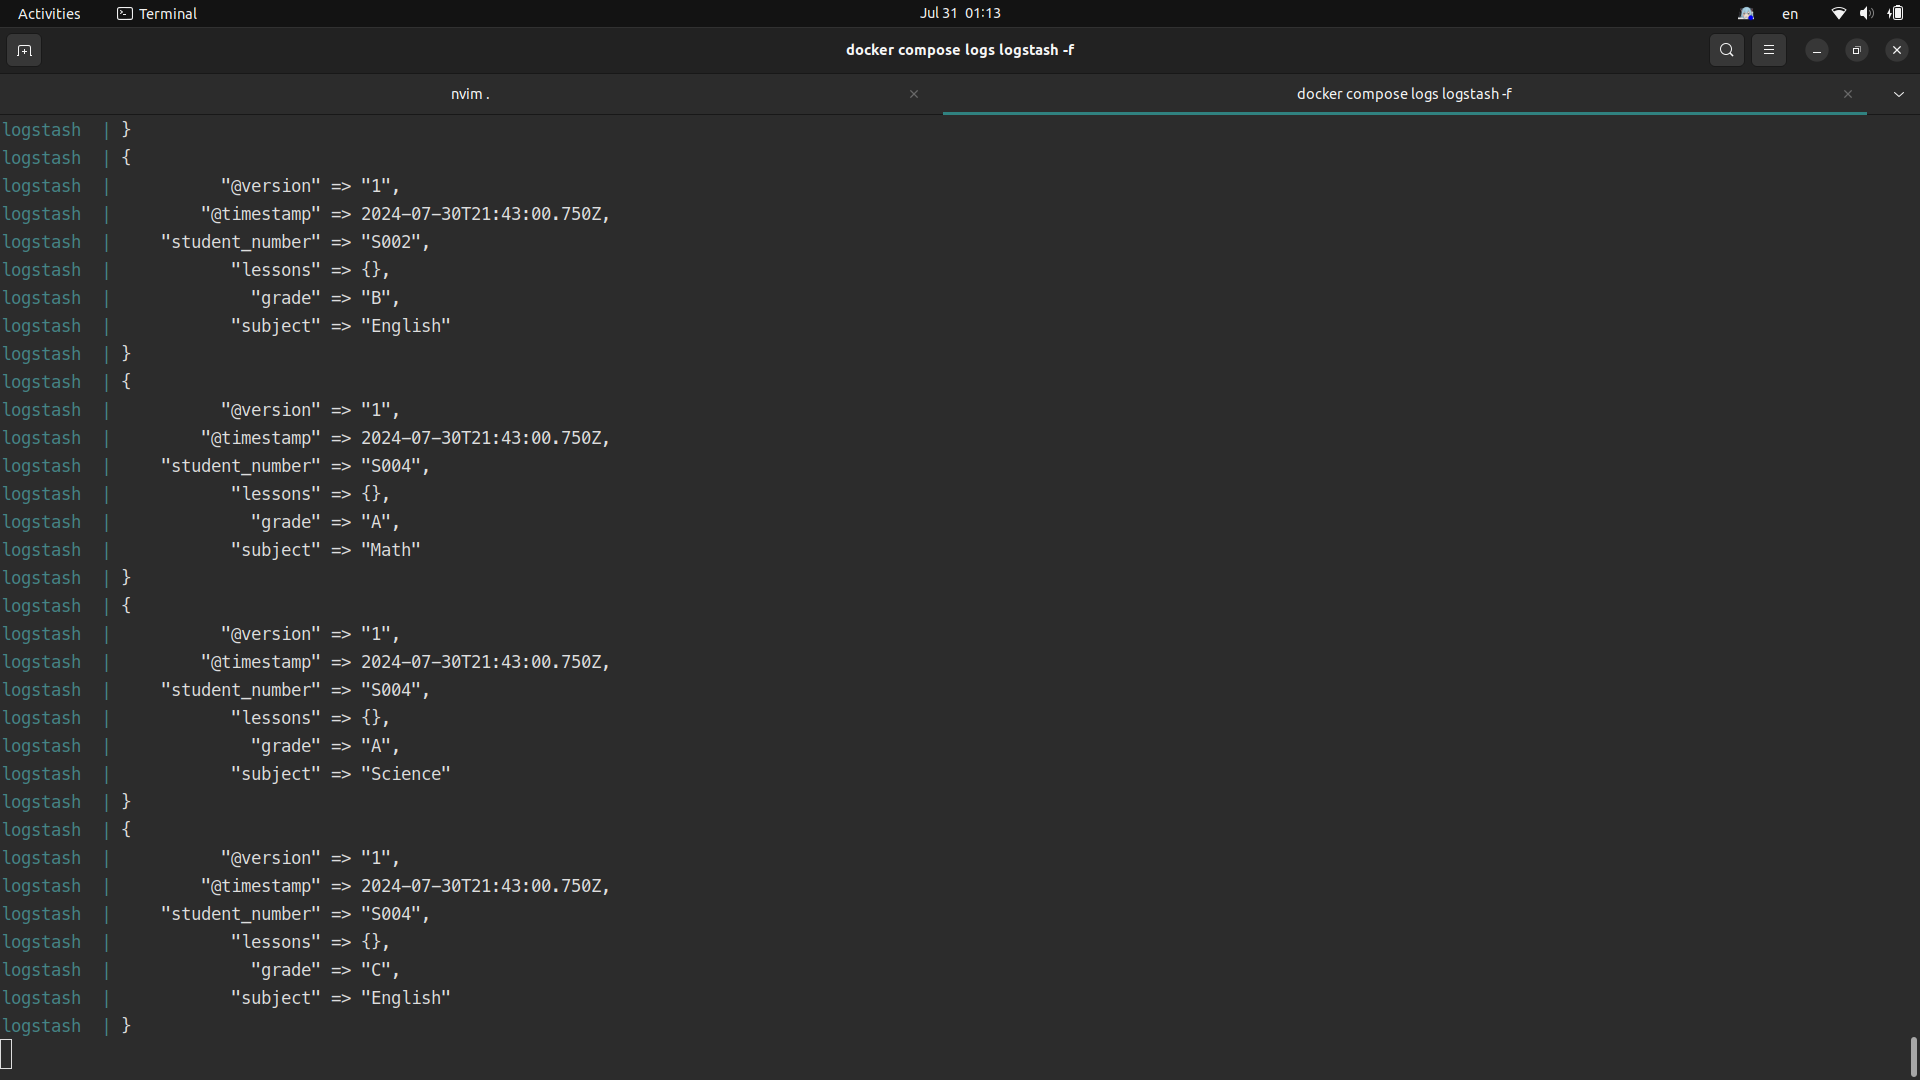 Activities Terminal Jul 31 01:13 en
docker compose logs logstash -f
nvim . docker compose logs logstash -f
logstash | }
logstash | {
logstash | "@version" => "1",
logstash | "@timestamp" => 2024-07-30T21:43:00.750Z,
logstash | "student_number" => "S002",
logstash | "lessons" => {},
logstash | "grade" => "B",
logstash | "subject" => "English"
logstash | }
logstash | {
logstash | "@version" => "1",
logstash | "@timestamp" => 2024-07-30T21:43:00.750Z,
logstash | "student_number" => "S004",
logstash | "lessons" => {},
logstash | "grade" => "A",
logstash | "subject" => "Math"
logstash | }
logstash | {
logstash | "@version" => "1",
logstash | "@timestamp" => 2024-07-30T21:43:00.750Z,
logstash | "student_number" => "S004",
logstash | "lessons" => {},
logstash | "grade" => "A",
logstash | "subject" => "Science"
logstash | }
logstash | {
logstash | "@version" => "1",
logstash | "@timestamp" => 2024-07-30T21:43:00.750Z,
logstash | "student_number" => "S004",
logstash | "lessons" => {},
logstash | "grade" => "C",
logstash | "subject" => "English"
logstash | }